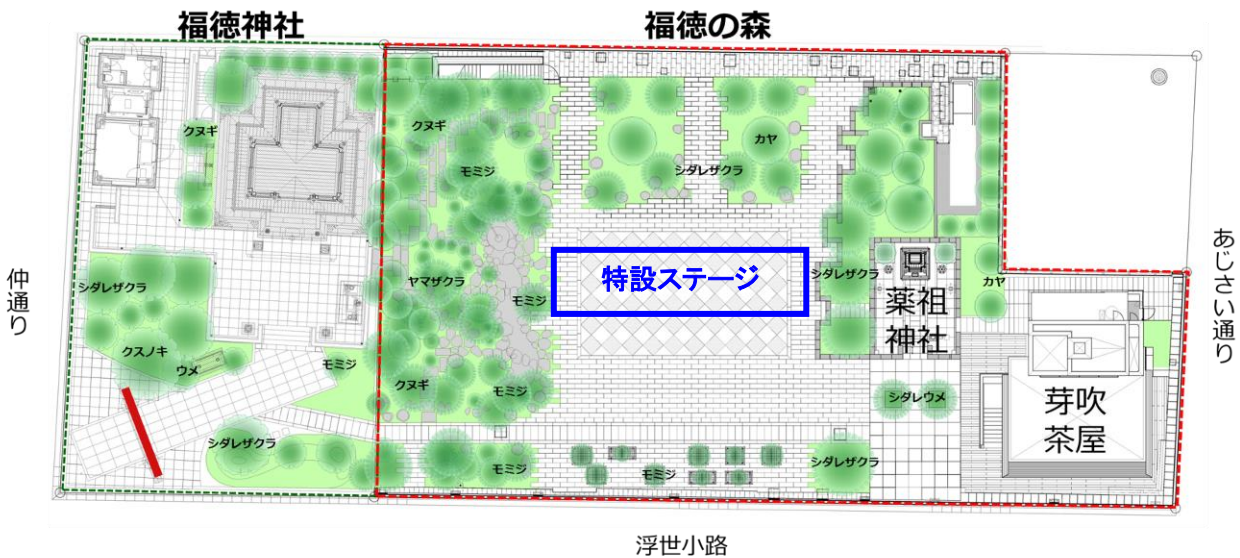 福徳神社
福徳の森
クヌギ
クヌギ
カヤ
モミジ
シダレザクラ
あじさい通り
仲通り
シダレザクラ
ヤマザクラ
モミジ
特設ステージ
シダレザクラ
カヤ
薬祖
神社
クスノキ
ウメ
モミジ
クヌギ
モミジ
シダレウメ
芽吹
茶屋
シダレザクラ
モミジ
モミジ
シダレザクラ
浮世小路